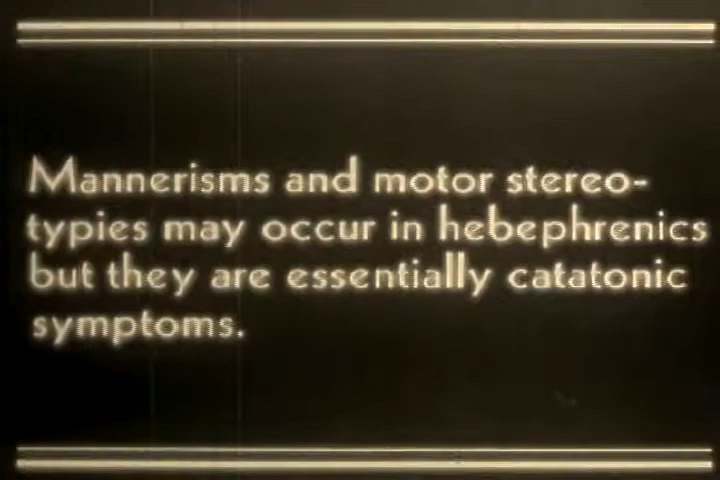 Mannerisms and motor stereo-
typies may occur in hebephrenics
but they are essentially catatonic
symptoms.